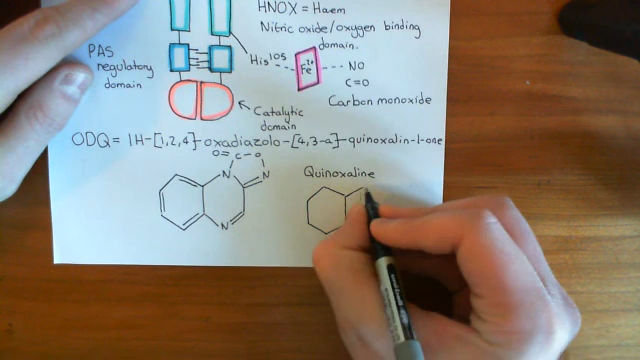 HNOX = Haem
Nitric oxide/oxygen binding
domain.
PAS
regulatory
domain
His105
Fe2+
NO
C=O
Carbon monoxide
Catalytic
domain
ODQ= 1H-[1,2,4]-oxadiazolo-[4,3-a]-quinoxalin-1-one
O=C-O
N N
N
Quinoxaline